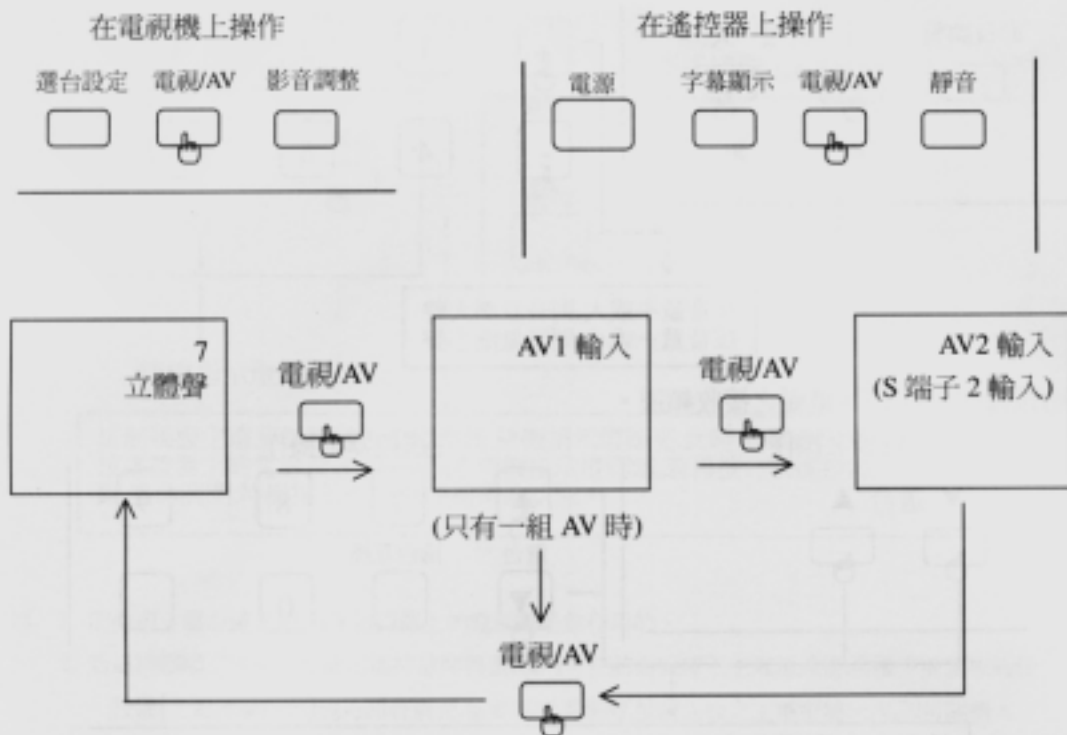 在電視機上操作
在遙控器上操作
選台設定 電視/AV 影音調整
電源 字幕顯示 電視/AV 靜音
7
立體聲
電視/AV
AV1 輸入
電視/AV
AV2 輸入
(S 端子 2 輸入)
(只有一組 AV 時)
電視/AV